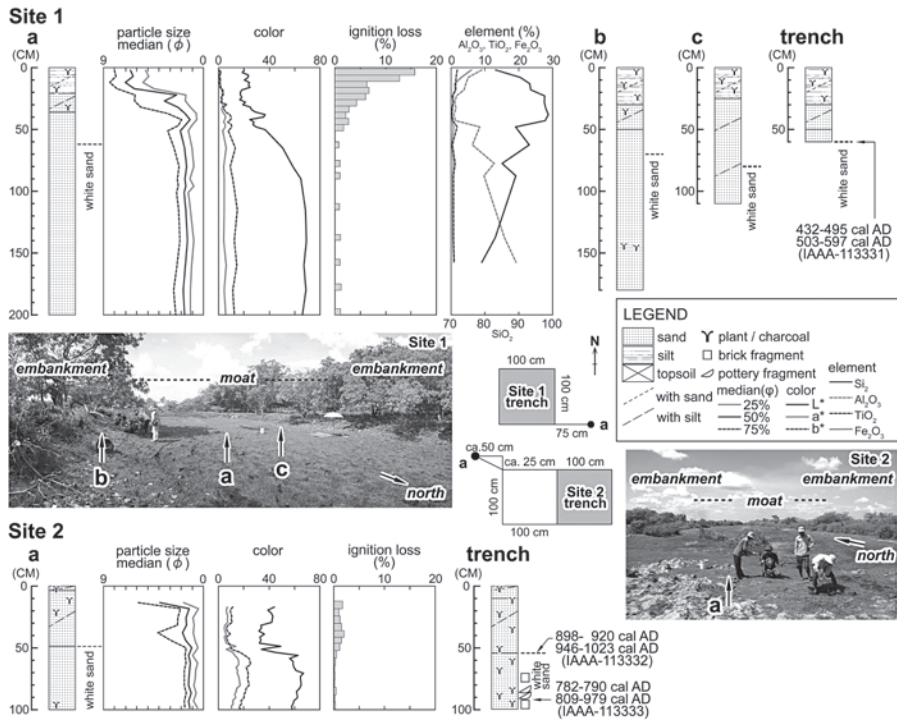 Site 1
a
(CM)
particle size
median (ϕ)
9 0
color
0 40 80
ignition loss
(%)
0 20
element (%)
Al₂O₃, TiO₂, Fe₂O₃
0 10 20 30
b
(CM)
c
(CM)
trench
(CM)
0
50
100
150
200
white sand
70 80 90 100
SiO₂
0
50
100
150
white sand
0
50
100
white sand
0
50
white sand
432-495 cal AD
503-597 cal AD
(IAAA-113331)
LEGEND
sand
silt
topsoil
with sand
with silt
plant / charcoal
brick fragment
pottery fragment
median(φ)
25%
50%
75%
color
L*
a*
b*
element
Si₂
Al₂O₃
TiO₂
Fe₂O₃
Site 1
embankment
moat
embankment
b
a
c
north
N
100 cm
100 cm
Site 1
trench
75 cm
a
ca.50 cm
a
ca. 25 cm
100 cm
100 cm
Site 2
trench
100 cm
Site 2
embankment
embankment
moat
north
a
Site 2
a
(CM)
particle size
median (ϕ)
9 0
color
0 40 80
ignition loss
(%)
0 20
trench
(CM)
0
50
100
white sand
0
50
100
white
sand
898- 920 cal AD
946-1023 cal AD
(IAAA-113332)
782-790 cal AD
809-979 cal AD
(IAAA-113333)